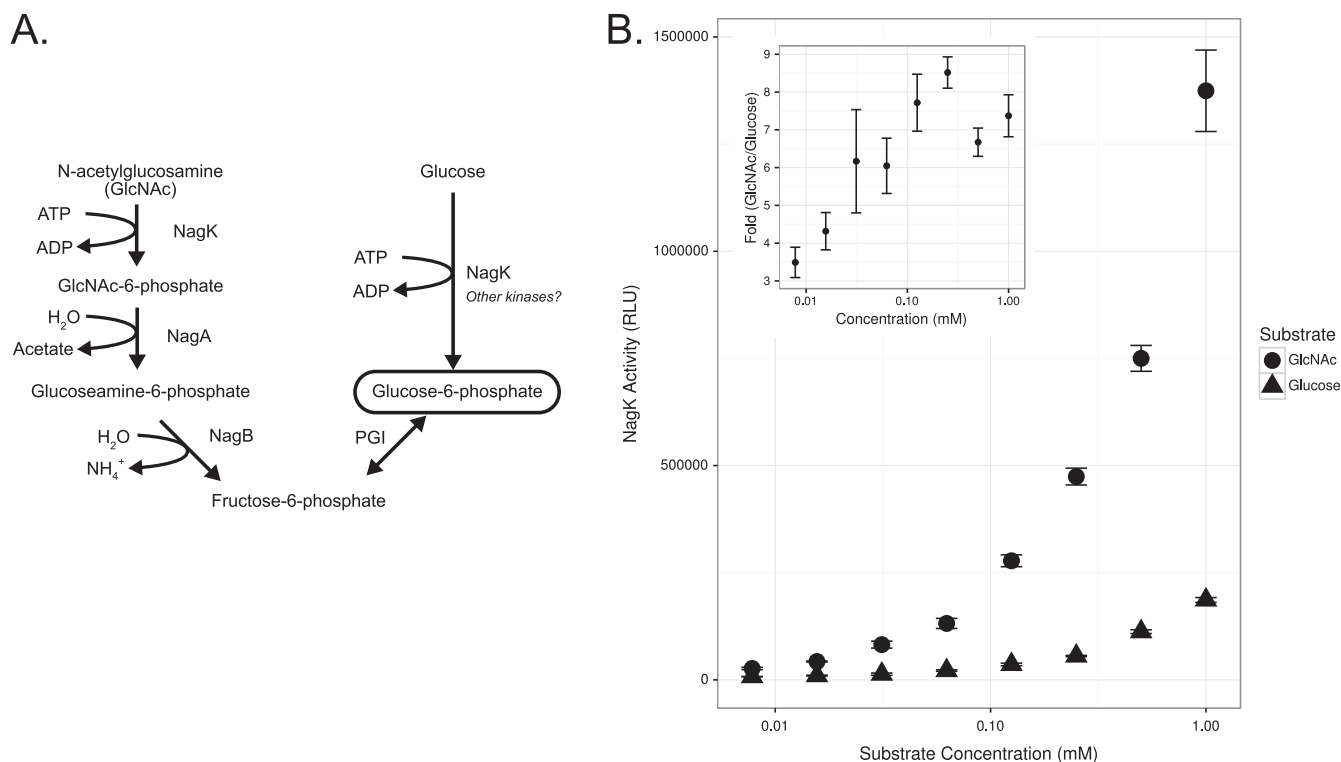 A.
N-acetylglucosamine
(GlcNAc)
ATP
ADP
NagK
GlcNAc-6-phosphate
H2O
Acetate
NagA
Glucoseamine-6-phosphate
H2O
NH4+
NagB
Fructose-6-phosphate
Glucose
ATP
ADP
NagK
Other kinases?
Glucose-6-phosphate
PGI
B.
1500000
1000000
500000
0
NagK Activity (RLU)
0.01
0.10
1.00
Substrate Concentration (mM)
9
8
7
6
5
4
3
Fold (GlcNAc/Glucose)
0.01
0.10
1.00
Concentration (mM)
Substrate
GlcNAc
Glucose